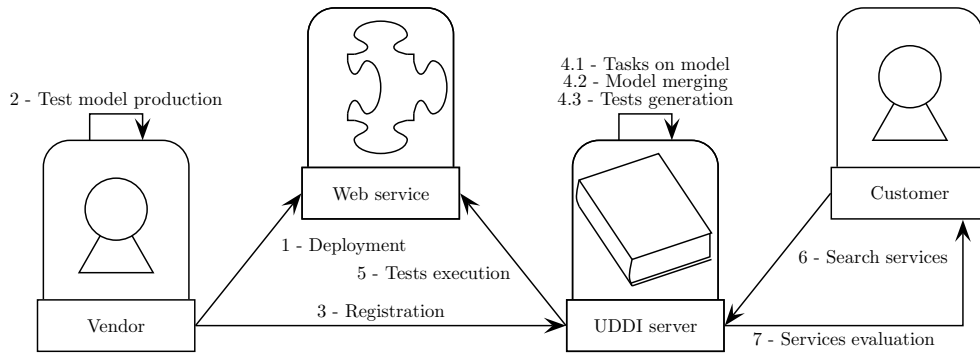 4.1 - Tasks on model
4.2 - Model merging
4.3 - Tests generation
2 - Test model production
Web service
Customer
1 - Deployment
5 - Tests execution
6 - Search services
3 - Registration
Vendor
UDDI server
7 - Services evaluation